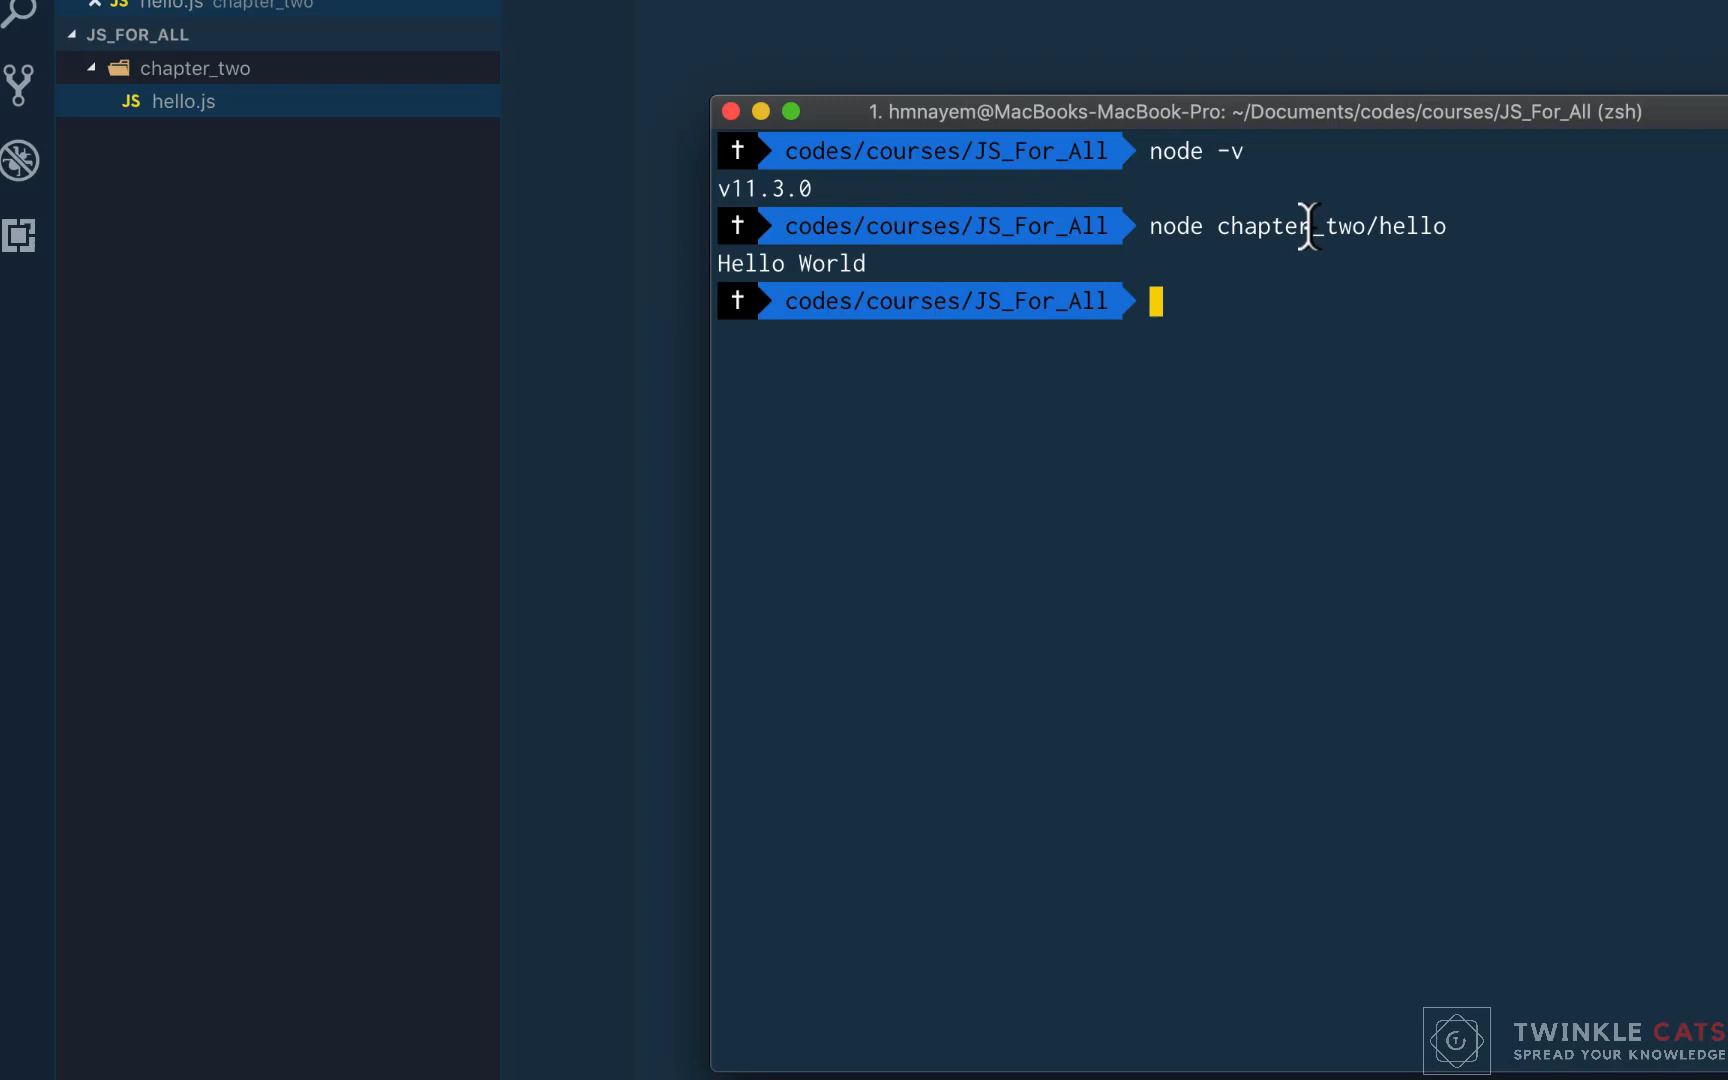 JS hello.js chapter_two
JS_FOR_ALL
chapter_two
JS hello.js
1. hmnayem@MacBooks-MacBook-Pro: ~/Documents/codes/courses/JS_For_All (zsh)
† codes/courses/JS_For_All node -v
v11.3.0
† codes/courses/JS_For_All node chapter_two/hello
Hello World
† codes/courses/JS_For_All
TWINKLE CATS
SPREAD YOUR KNOWLEDGE